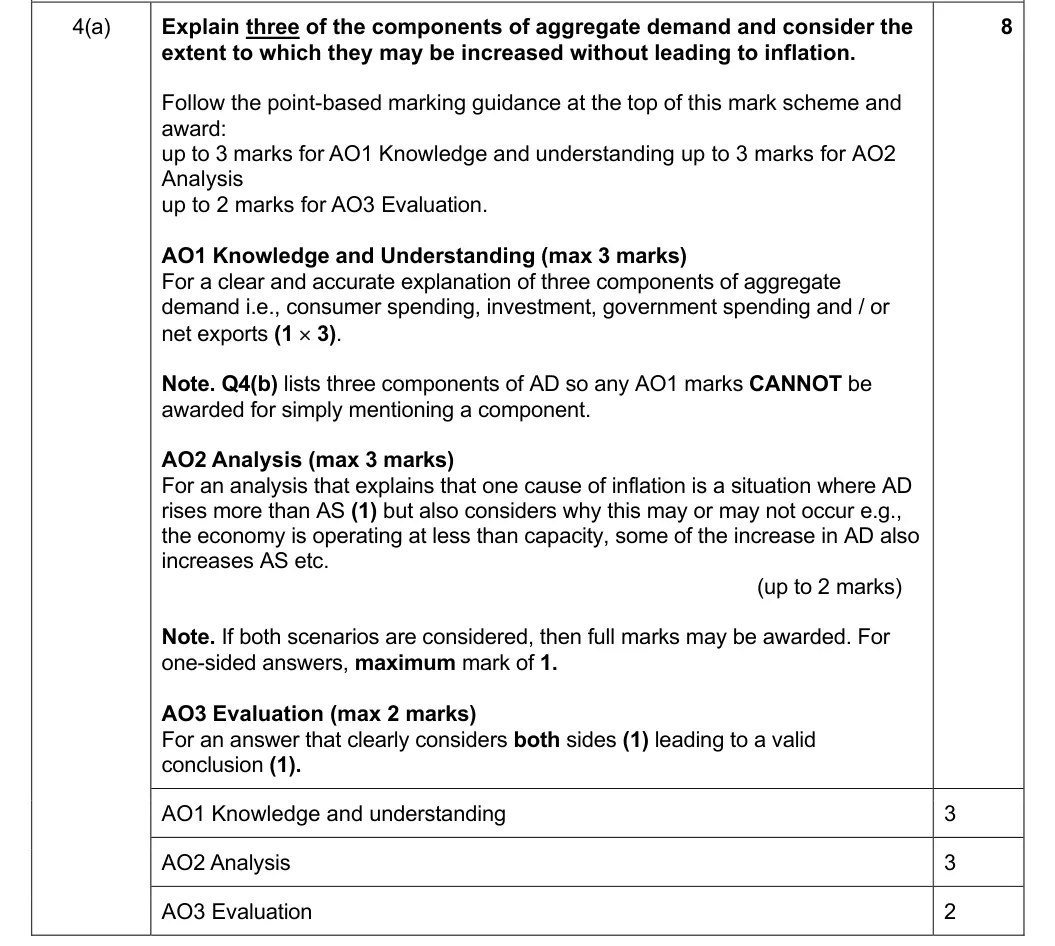 4(a)
Explain three of the components of aggregate demand and consider the
extent to which they may be increased without leading to inflation.
8
Follow the point-based marking guidance at the top of this mark scheme and
award:
up to 3 marks for AO1 Knowledge and understanding up to 3 marks for AO2
Analysis
up to 2 marks for AO3 Evaluation.
AO1 Knowledge and Understanding (max 3 marks)
For a clear and accurate explanation of three components of aggregate
demand i.e., consumer spending, investment, government spending and / or
net exports (1 × 3).
Note. Q4(b) lists three components of AD so any AO1 marks CANNOT be
awarded for simply mentioning a component.
AO2 Analysis (max 3 marks)
For an analysis that explains that one cause of inflation is a situation where AD
rises more than AS (1) but also considers why this may or may not occur e.g.,
the economy is operating at less than capacity, some of the increase in AD also
increases AS etc.
(up to 2 marks)
Note. If both scenarios are considered, then full marks may be awarded. For
one-sided answers, maximum mark of 1.
AO3 Evaluation (max 2 marks)
For an answer that clearly considers both sides (1) leading to a valid
conclusion (1).
AO1 Knowledge and understanding 3
AO2 Analysis 3
AO3 Evaluation 2